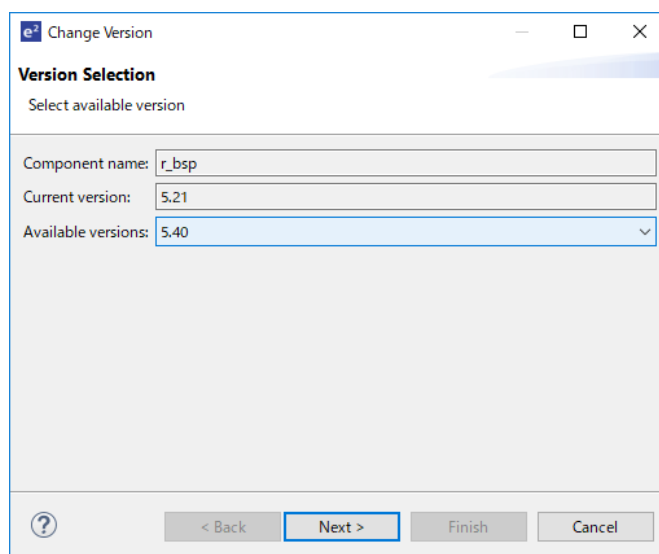 e² Change Version
Version Selection
Select available version
Component name: r_bsp
Current version: 5.21
Available versions: 5.40
?
< Back Next > Finish Cancel